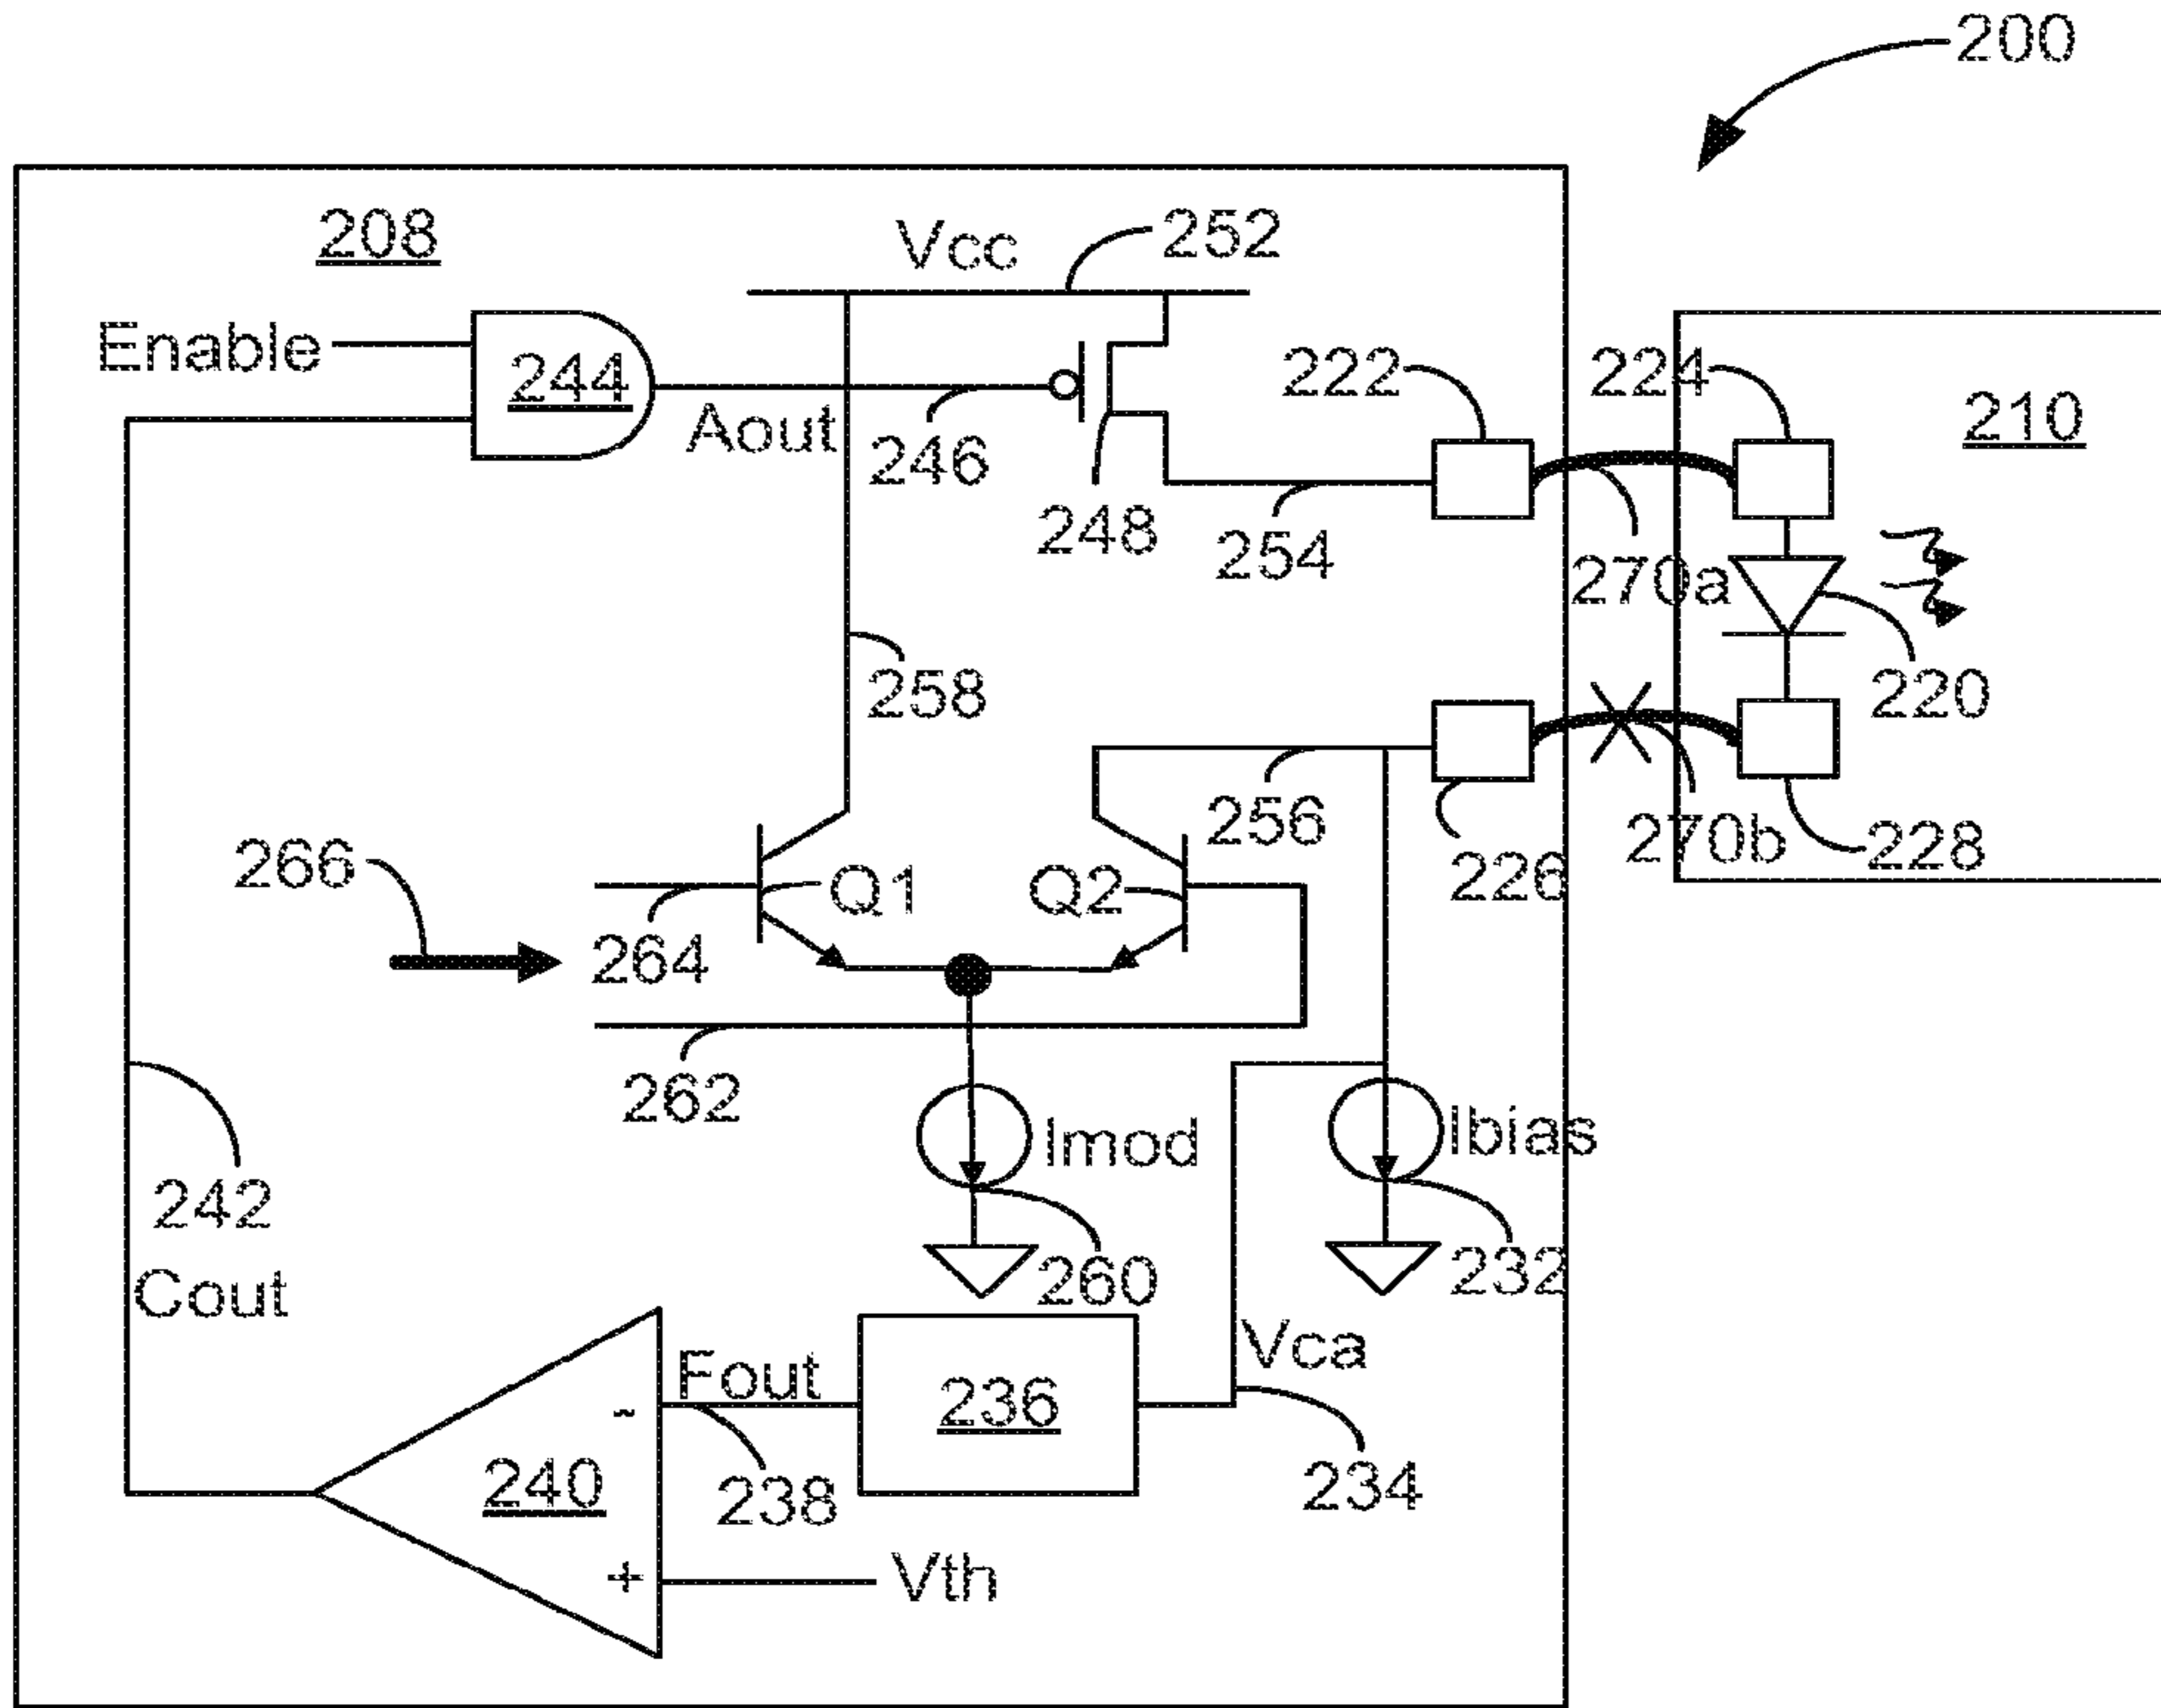 200
208
Vcc
252
Enable
244
Aout
246
248
254
222
224
210
270a
258
220
256
226
270b
228
266
Q1
Q2
264
262
Imod
Ibias
242
260
232
Cout
Fout
Vca
236
-
240
238
234
+
Vth